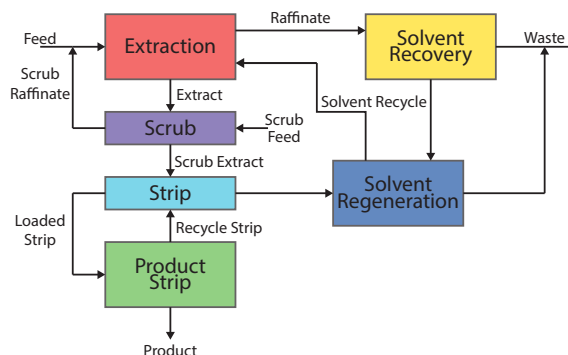 Raffinate
Feed
Extraction
Solvent
Recovery
Waste
Scrub
Raffinate
Extract
Solvent Recycle
Scrub
Scrub
Feed
Scrub Extract
Strip
Solvent
Regeneration
Loaded
Strip
Recycle Strip
Product
Strip
Product